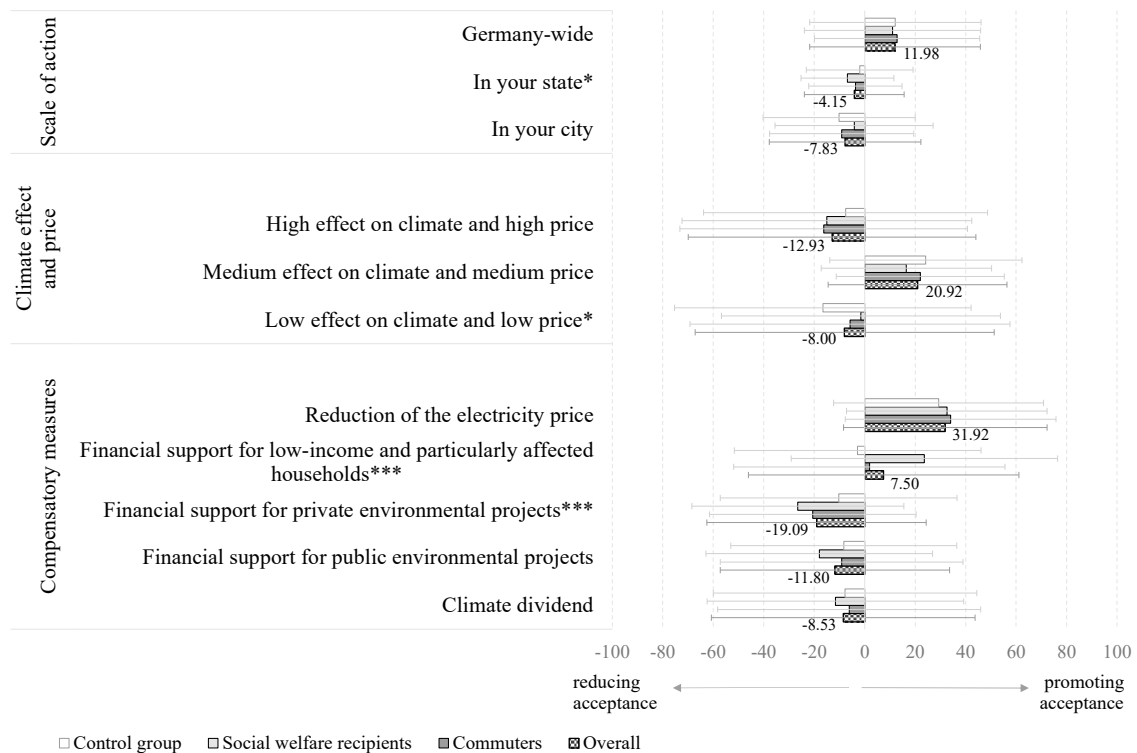 Scale of action
Germany-wide
11.98
In your state*
-4.15
In your city
-7.83
Climate effect
and price
High effect on climate and high price
-12.93
Medium effect on climate and medium price
20.92
Low effect on climate and low price*
-8.00
Compensatory measures
Reduction of the electricity price
31.92
Financial support for low-income and particularly affected
households***
7.50
Financial support for private environmental projects***
-19.09
Financial support for public environmental projects
-11.80
Climate dividend
-8.53
-100 -80 -60 -40 -20 0 20 40 60 80 100
reducing
acceptance
promoting
acceptance
Control group Social welfare recipients Commuters Overall